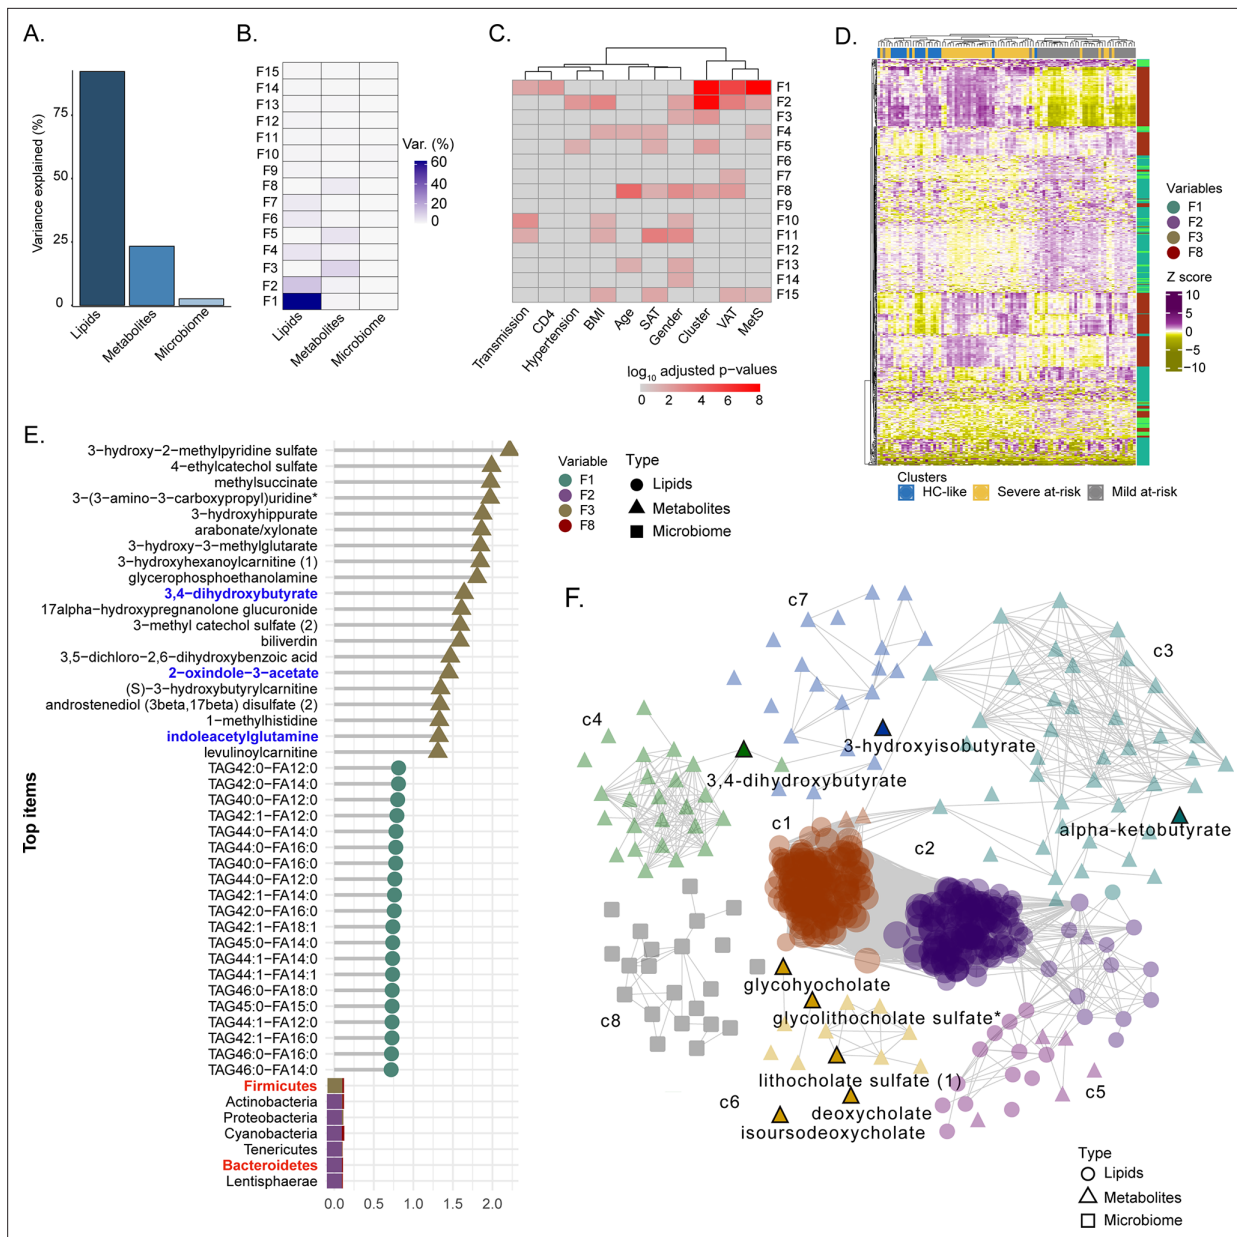 A.
Variance explained (%)
75
50
25
0
Lipids
Metabolites
Microbiome
B.
F15
F14
F13
F12
F11
F10
F9
F8
F7
F6
F5
F4
F3
F2
F1
Lipids
Metabolites
Microbiome
Var. (%)
60
40
20
0
C.
F1
F2
F3
F4
F5
F6
F7
F8
F9
F10
F11
F12
F13
F14
F15
Transmission
CD4
Hypertension
BMI
Age
SAT
Gender
Cluster
VAT
MetS
log10 adjusted p-values
0 2 4 6 8
D.
Variables
F1
F2
F3
F8
Z score
10
5
0
−5
−10
Clusters
HC-like Severe at-risk Mild at-risk
E.
Top items
3−hydroxy−2−methylpyridine sulfate
4−ethylcatechol sulfate
methylsuccinate
3−(3−amino−3−carboxypropyl)uridine*
3−hydroxyhippurate
arabonate/xylonate
3−hydroxy−3−methylglutarate
3−hydroxyhexanoylcarnitine (1)
glycerophosphoethanolamine
3,4−dihydroxybutyrate
17alpha−hydroxypregnanolone glucuronide
3−methyl catechol sulfate (2)
biliverdin
3,5−dichloro−2,6−dihydroxybenzoic acid
2−oxindole−3−acetate
(S)−3−hydroxybutyrylcarnitine
androstenediol (3beta,17beta) disulfate (2)
1−methylhistidine
indoleacetylglutamine
levulinoylcarnitine
TAG42:0−FA12:0
TAG42:0−FA14:0
TAG40:0−FA12:0
TAG42:1−FA12:0
TAG44:0−FA14:0
TAG44:0−FA16:0
TAG40:0−FA16:0
TAG44:0−FA12:0
TAG42:1−FA14:0
TAG42:0−FA16:0
TAG42:1−FA18:1
TAG45:0−FA14:0
TAG44:1−FA14:0
TAG44:1−FA14:1
TAG46:0−FA18:0
TAG45:0−FA15:0
TAG44:1−FA12:0
TAG42:1−FA16:0
TAG46:0−FA16:0
TAG46:0−FA14:0
Firmicutes
Actinobacteria
Proteobacteria
Cyanobacteria
Tenericutes
Bacteroidetes
Lentisphaerae
0.0 0.5 1.0 1.5 2.0
Variable
F1
F2
F3
F8
Type
Lipids
Metabolites
Microbiome
F.
c7
c3
c4
3-hydroxyisobutyrate
3,4-dihydroxybutyrate
c1
alpha-ketobutyrate
c2
glycohyocholate
glycolithocholate sulfate*
c8
lithocholate sulfate (1)
c6
c5
deoxycholate
isoursodeoxycholate
Type
Lipids
Metabolites
Microbiome